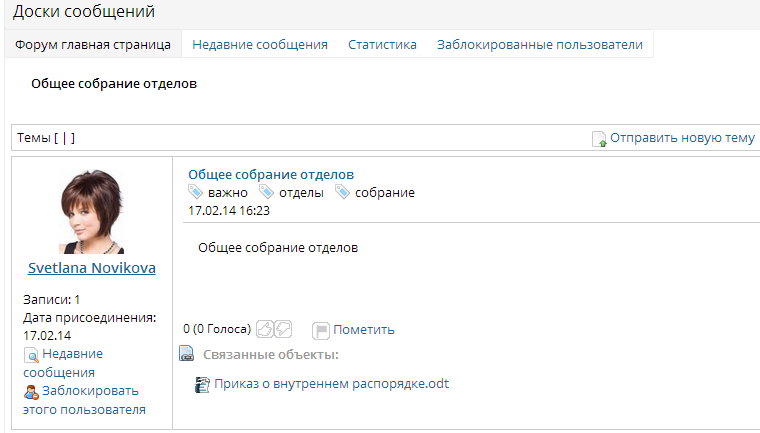 Доски сообщений
Форум главная страница Недавние сообщения Статистика Заблокированные пользователи
Общее собрание отделов
Темы [ | ] Отправить новую тему
Общее собрание отделов
важно отделы собрание
17.02.14 16:23
Общее собрание отделов
Svetlana Novikova
Записи: 1
Дата присоединения:
17.02.14
Недавние
сообщения
Заблокировать
этого пользователя
0 (0 Голоса) Пометить
Связанные объекты:
Приказ о внутреннем распорядке.odt